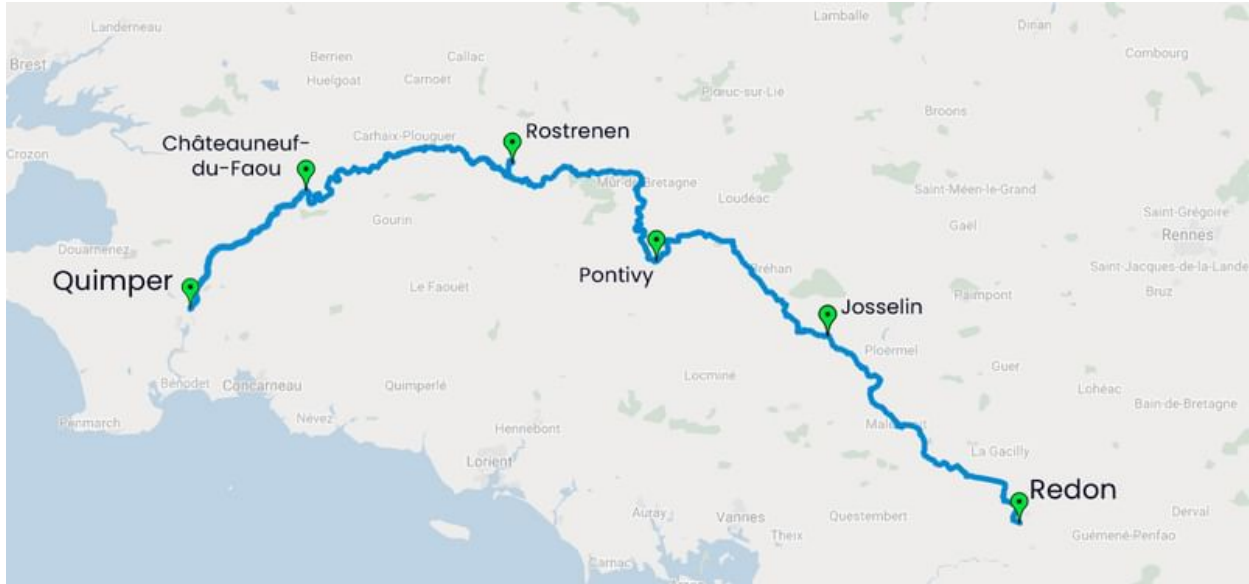 Landerneau
Lamballe
Dinan
Brest
Berrien
Callac
Combourg
Huelgoat
Carnoët
Plœuc-sur-Lié
Broons
Rostrenen
Châteauneuf-
du-Faou
Carhaix-Plouguer
Crozon
Mûr-de-Bretagne
Saint-Méen-le-Grand
Loudéac
Gourin
Gaël
Saint-Grégoire
Rennes
Douarnenez
Quimper
Pontivy
Bréhan
Saint-Jacques-de-la-Lande
Le Faouët
Paimpont
Bruz
Josselin
Ploërmel
Guer
Locminé
Lohéac
Bénodet
Concarneau
Quimperlé
Bain-de-Bretagne
Penmarch
Névez
Hennebont
La Gacilly
Lorient
Redon
Auray
Vannes
Questembert
Derval
Theix
Guémené-Penfao
Carnac